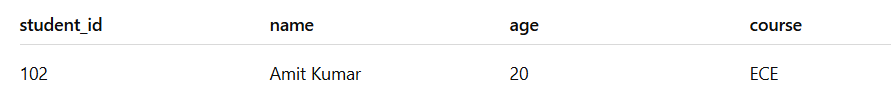 student_id name age course
102 Amit Kumar 20 ECE